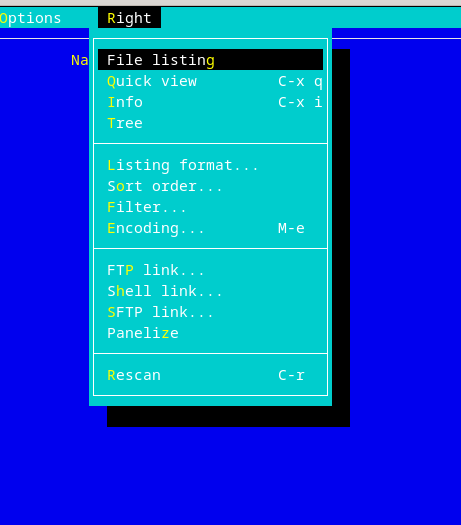 Options Right
Na
File listing
Quick view C-x q
Info C-x i
Tree
Listing format...
Sort order...
Filter...
Encoding... M-e
FTP link...
Shell link...
SFTP link...
Panelize
Rescan C-r